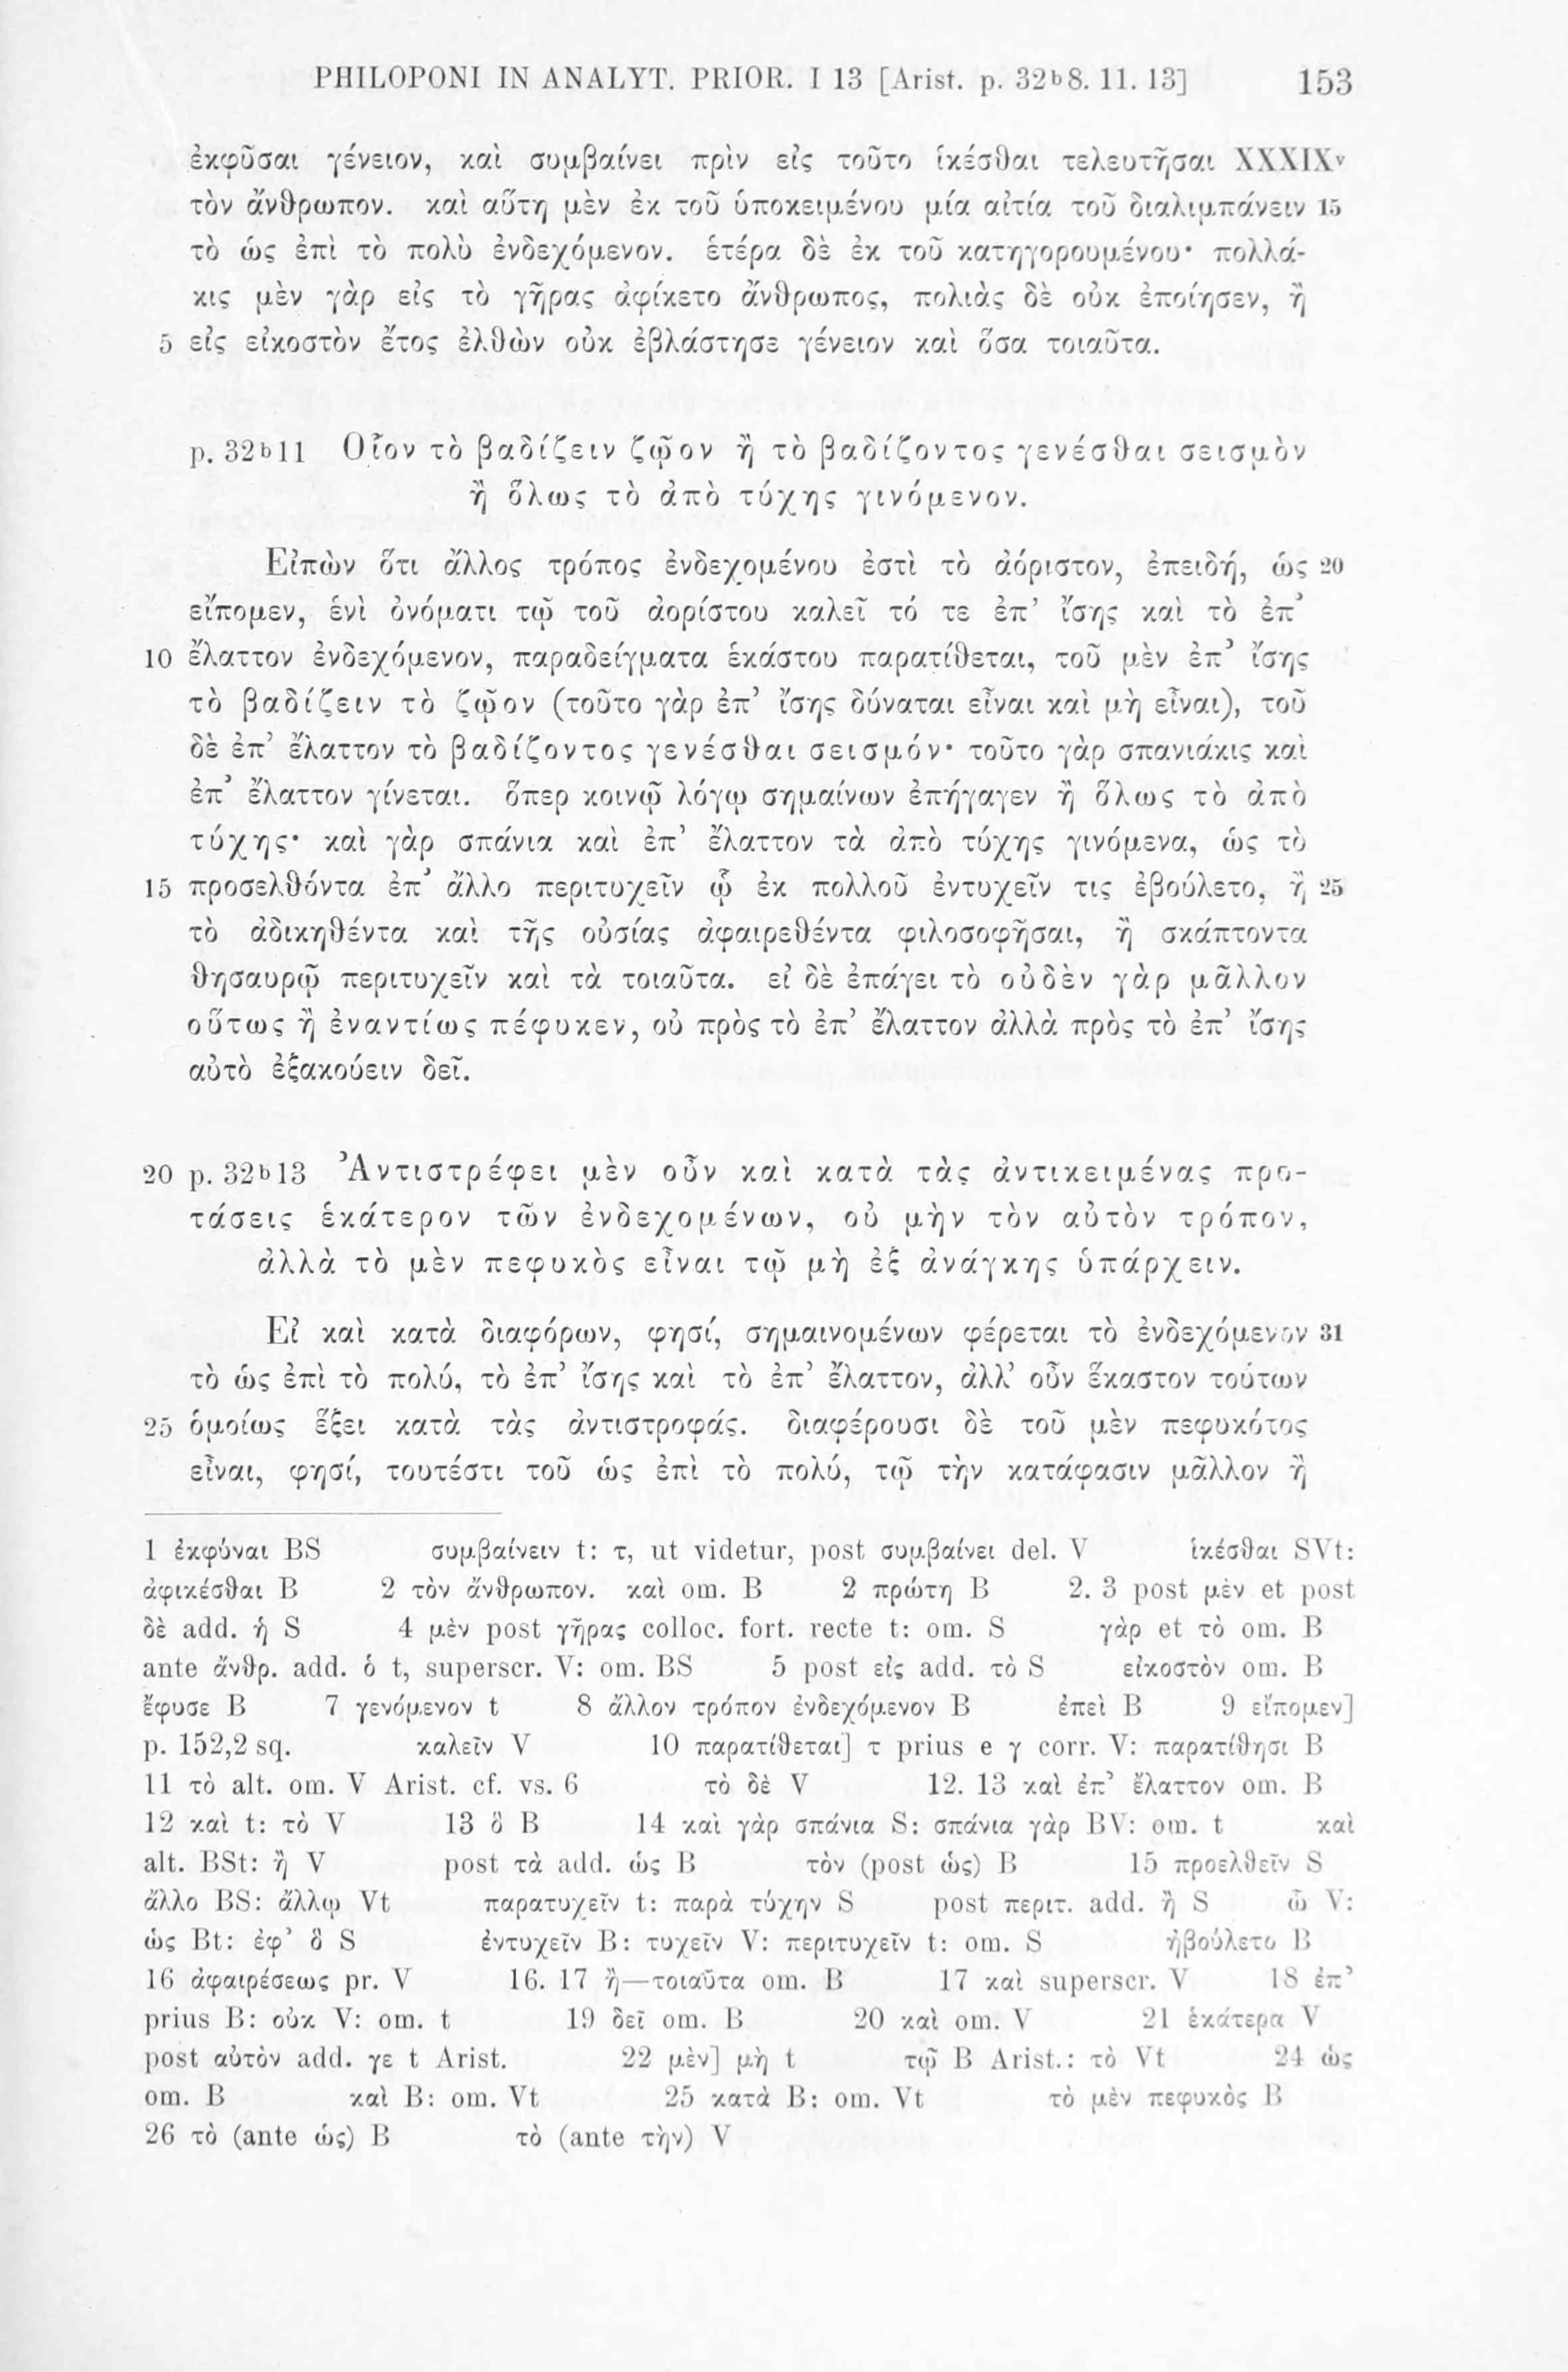 PHILOPONI IN ANALYT. PRIOR. I 13 [Arist. p. 32b8. 11. 13] 153
ἐκφῦσαι γένειον, καὶ συμβαίνει πρὶν εἰς τοῦτο ἱκέσθαι τελευτῆσαι XXXIXv
τὸν ἄνθρωπον. καὶ αὕτη μὲν ἐκ τοῦ ὑποκειμένου μία αἰτία τοῦ διαλιμπάνειν 15
τὸ ὡς ἐπὶ τὸ πολὺ ἐνδεχόμενον. ἑτέρα δὲ ἐκ τοῦ κατηγορουμένου· πολλά-
κις μὲν γὰρ εἰς τὸ γῆρας ἀφίκετο ἄνθρωπος, πολιὰς δὲ οὐκ ἐποίησεν, ἢ
5 εἰς εἰκοστὸν ἔτος ἐλθὼν οὐκ ἐβλάστησε γένειον καὶ ὅσα τοιαῦτα.
p. 32b11 Οἷον τὸ βαδίζειν ζῷον ἢ τὸ βαδίζοντος γενέσθαι σεισμὸν
ἢ ὅλως τὸ ἀπὸ τύχης γινόμενον.
Εἰπὼν ὅτι ἄλλος τρόπος ἐνδεχομένου ἐστὶ τὸ ἀόριστον, ἐπειδή, ὡς 20
εἴπομεν, ἑνὶ ὀνόματι τῷ τοῦ ἀορίστου καλεῖ τό τε ἐπ’ ἴσης καὶ τὸ ἐπ’
10 ἔλαττον ἐνδεχόμενον, παραδείγματα ἑκάστου παρατίθεται, τοῦ μὲν ἐπ’ ἴσης
τὸ βαδίζειν τὸ ζῷον (τοῦτο γὰρ ἐπ’ ἴσης δύναται εἶναι καὶ μὴ εἶναι), τοῦ
δὲ ἐπ’ ἔλαττον τὸ βαδίζοντος γενέσθαι σεισμόν· τοῦτο γὰρ σπανιάκις καὶ
ἐπ’ ἔλαττον γίνεται. ὅπερ κοινῷ λόγῳ σημαίνων ἐπήγαγεν ἢ ὅλως τὸ ἀπὸ
τύχης· καὶ γὰρ σπάνια καὶ ἐπ’ ἔλαττον τὰ ἀπὸ τύχης γινόμενα, ὡς τὸ
15 προσελθόντα ἐπ’ ἄλλο περιτυχεῖν ᾧ ἐκ πολλοῦ ἐντυχεῖν τις ἐβούλετο, ἢ 25
τὸ ἀδικηθέντα καὶ τῆς οὐσίας ἀφαιρεθέντα φιλοσοφῆσαι, ἢ σκάπτοντα
θησαυρῷ περιτυχεῖν καὶ τὰ τοιαῦτα. εἰ δὲ ἐπάγει τὸ οὐδὲν γὰρ μᾶλλον
οὕτως ἢ ἐναντίως πέφυκεν, οὐ πρὸς τὸ ἐπ’ ἔλαττον ἀλλὰ πρὸς τὸ ἐπ’ ἴσης
αὐτὸ ἐξακούειν δεῖ.
20 p. 32b13 Ἀντιστρέφει μὲν οὖν καὶ κατὰ τὰς ἀντικειμένας προ-
τάσεις ἑκάτερον τῶν ἐνδεχομένων, οὐ μὴν τὸν αὐτὸν τρόπον,
ἀλλὰ τὸ μὲν πεφυκὸς εἶναι τῷ μὴ ἐξ ἀνάγκης ὑπάρχειν.
Εἰ καὶ κατὰ διαφόρων, φησί, σημαινομένων φέρεται τὸ ἐνδεχόμενον 31
τὸ ὡς ἐπὶ τὸ πολύ, τὸ ἐπ’ ἴσης καὶ τὸ ἐπ’ ἔλαττον, ἀλλ’ οὖν ἕκαστον τούτων
25 ὁμοίως ἕξει κατὰ τὰς ἀντιστροφάς. διαφέρουσι δὲ τοῦ μὲν πεφυκότος
εἶναι, φησί, τουτέστι τοῦ ὡς ἐπὶ τὸ πολύ, τῷ τὴν κατάφασιν μᾶλλον ἢ
1 ἐκφύναι BS συμβαίνειν t: τ, ut videtur, post συμβαίνει del. V ἱκέσθαι SVt:
ἀφικέσθαι B 2 τὸν ἄνθρωπον. καὶ om. B 2 πρώτη B 2. 3 post μὲν et post
δὲ add. ἡ S 4 μὲν post γῆρας colloc. fort. recte t: om. S γὰρ et τὸ om. B
ante ἄνθρ. add. ὁ t, superscr. V: om. BS 5 post εἰς add. τὸ S εἰκοστὸν om. B
ἔφυσε B 7 γενόμενον t 8 ἄλλον τρόπον ἐνδεχόμενον B ἐπεὶ B 9 εἴπομεν]
p. 152,2 sq. καλεῖν V 10 παρατίθεται] τ prius e γ corr. V: παρατίθησι B
11 τὸ alt. om. V Arist. cf. vs. 6 τὸ δὲ V 12. 13 καὶ ἐπ’ ἔλαττον om. B
12 καὶ t: τὸ V 13 ὃ B 14 καὶ γὰρ σπάνια S: σπάνια γὰρ BV: om. t καὶ
alt. BSt: ἢ V post τὰ add. ὡς B τὸν (post ὡς) B 15 προελθεῖν S
ἄλλο BS: ἄλλῳ Vt παρατυχεῖν t: παρὰ τύχην S post περιτ. add. ἢ S ᾧ V:
ὡς Bt: ἐφ’ ὃ S ἐντυχεῖν B: τυχεῖν V: περιτυχεῖν t: om. S ἠβούλετο B
16 ἀφαιρέσεως pr. V 16. 17 ἢ—τοιαῦτα om. B 17 καὶ superscr. V 18 ἐπ’
prius B: οὐκ V: om. t 19 δεῖ om. B 20 καὶ om. V 21 ἑκάτερα V
post αὐτὸν add. γε t Arist. 22 μὲν] μὴ t τῷ B Arist.: τὸ Vt 24 ὡς
om. B καὶ B: om. Vt 25 κατὰ B: om. Vt τὸ μὲν πεφυκὸς B
26 τὸ (ante ὡς) B τὸ (ante τὴν) V